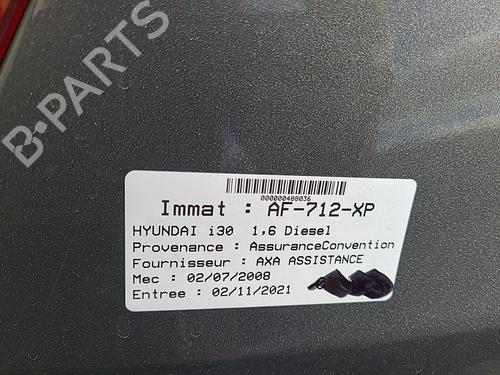 B-PARTS
000000488036
Immat : AF-712-XP
HYUNDAI i30 1,6 Diesel
Provenance : AssuranceConvention
Fournisseur : AXA ASSISTANCE
Mec : 02/07/2008
Entree : 02/11/2021